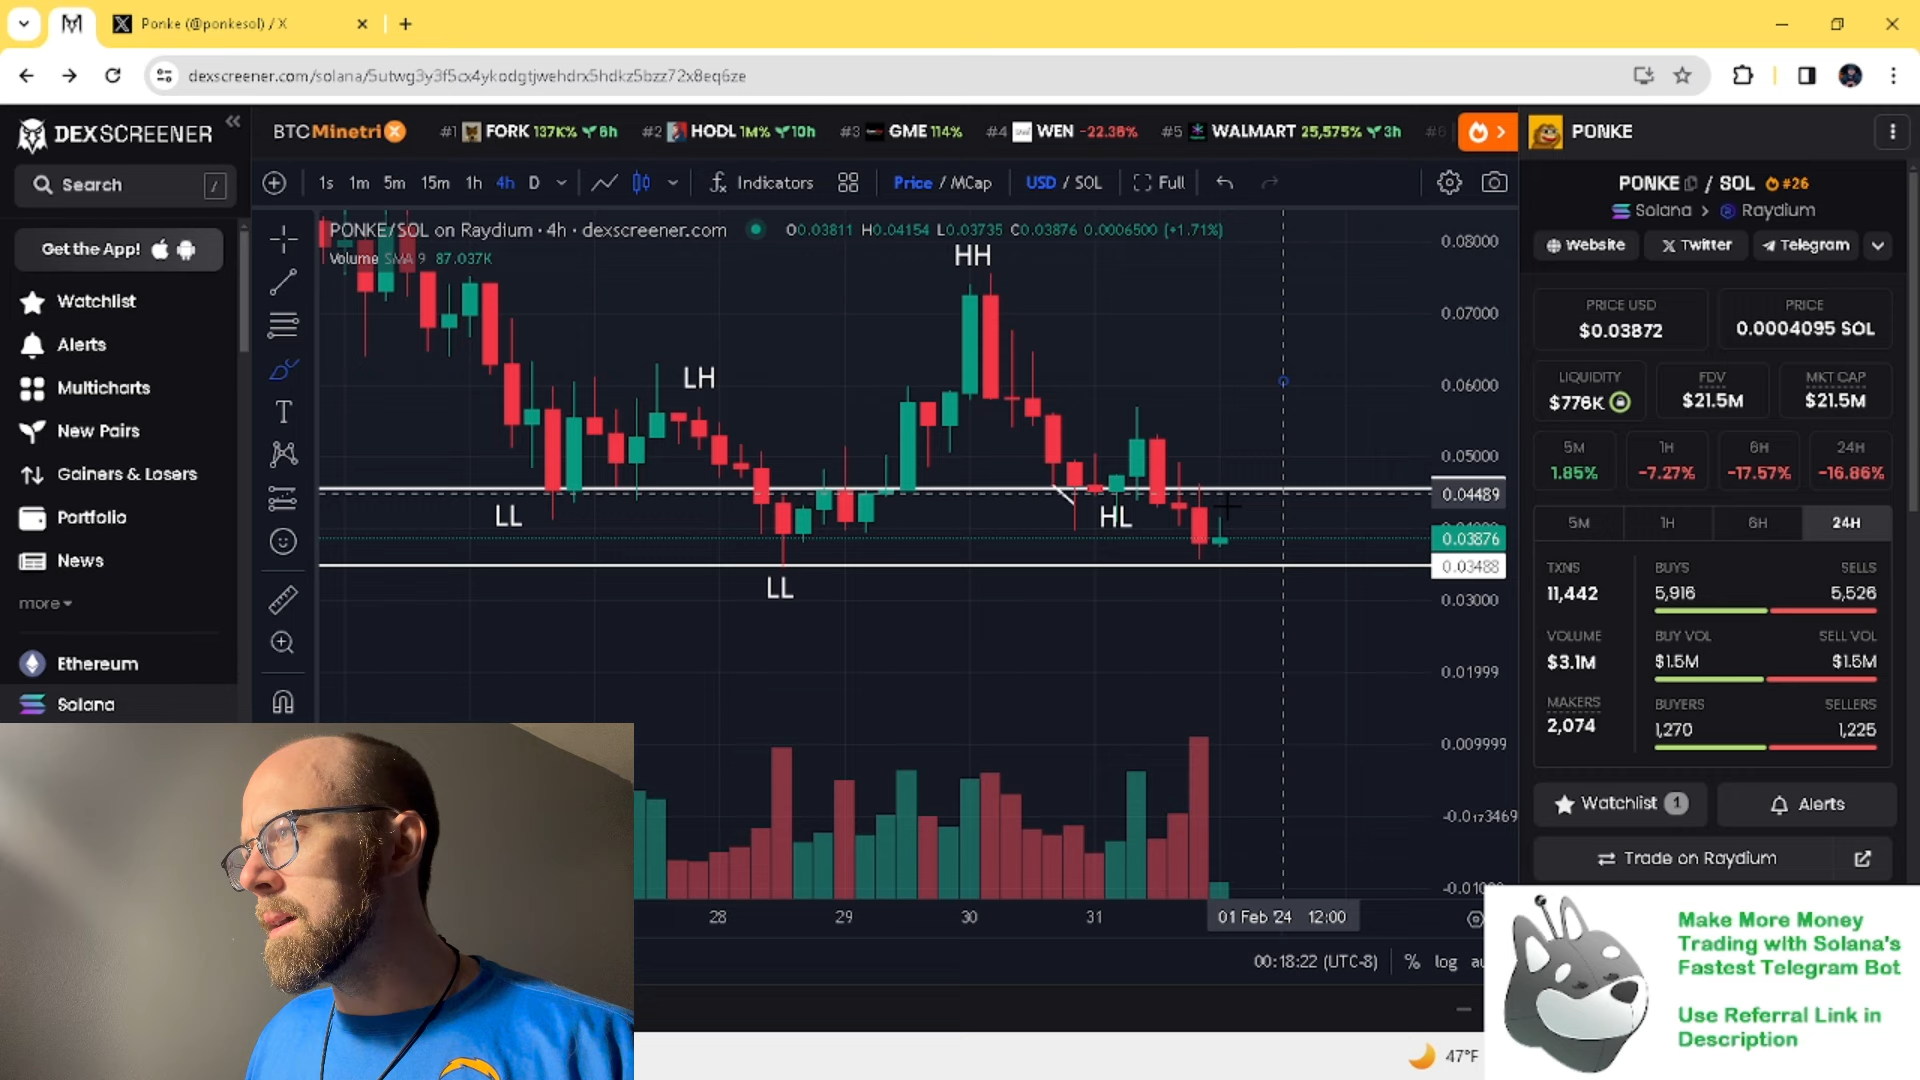 Ponke (@ponkesol) / X
dexscreener.com/solana/5utwg3y3f5cx4ykodgtjwehdrx5hdkz5bzz72x8eq6ze
DEXSCREENER
Search /
Get the App!
Watchlist
Alerts
Multicharts
New Pairs
Gainers & Losers
Portfolio
News
more
Ethereum
Solana
BTCMinetrix #1 FORK 137K% 6h #2 HODL 1M% 10h #3 GME 114% #4 WEN -22.36% #5 WALMART 25,575% 3h #6
1s 1m 5m 15m 1h 4h D Indicators Price / MCap USD / SOL Full
PONKE/SOL on Raydium · 4h · dexscreener.com O0.03811 H0.04154 L0.03735 C0.03876 0.0006500 (+1.71%)
Volume SMA 9 87.037K
HH
LH
LL
HL
LL
0.08000
0.07000
0.06000
0.05000
0.04489
0.03876
0.03488
0.03000
0.01999
0.009999
28 29 30 31 01 Feb '24 12:00
00:18:22 (UTC-8) % log
PONKE
PONKE / SOL #26
Solana > Raydium
Website Twitter Telegram
PRICE USD
$0.03872
PRICE
0.0004095 SOL
LIQUIDITY
$776K
FDV
$21.5M
MKT CAP
$21.5M
5M
1.85%
1H
-7.27%
6H
-17.57%
24H
-16.86%
5M 1H 6H 24H
TXNS
11,442
BUYS SELLS
5,916 5,526
VOLUME
$3.1M
BUY VOL SELL VOL
$1.5M $1.5M
MAKERS
2,074
BUYERS SELLERS
1,270 1,225
Watchlist 1 Alerts
Trade on Raydium
Make More Money
Trading with Solana's
Fastest Telegram Bot
Use Referral Link in
Description
47°F